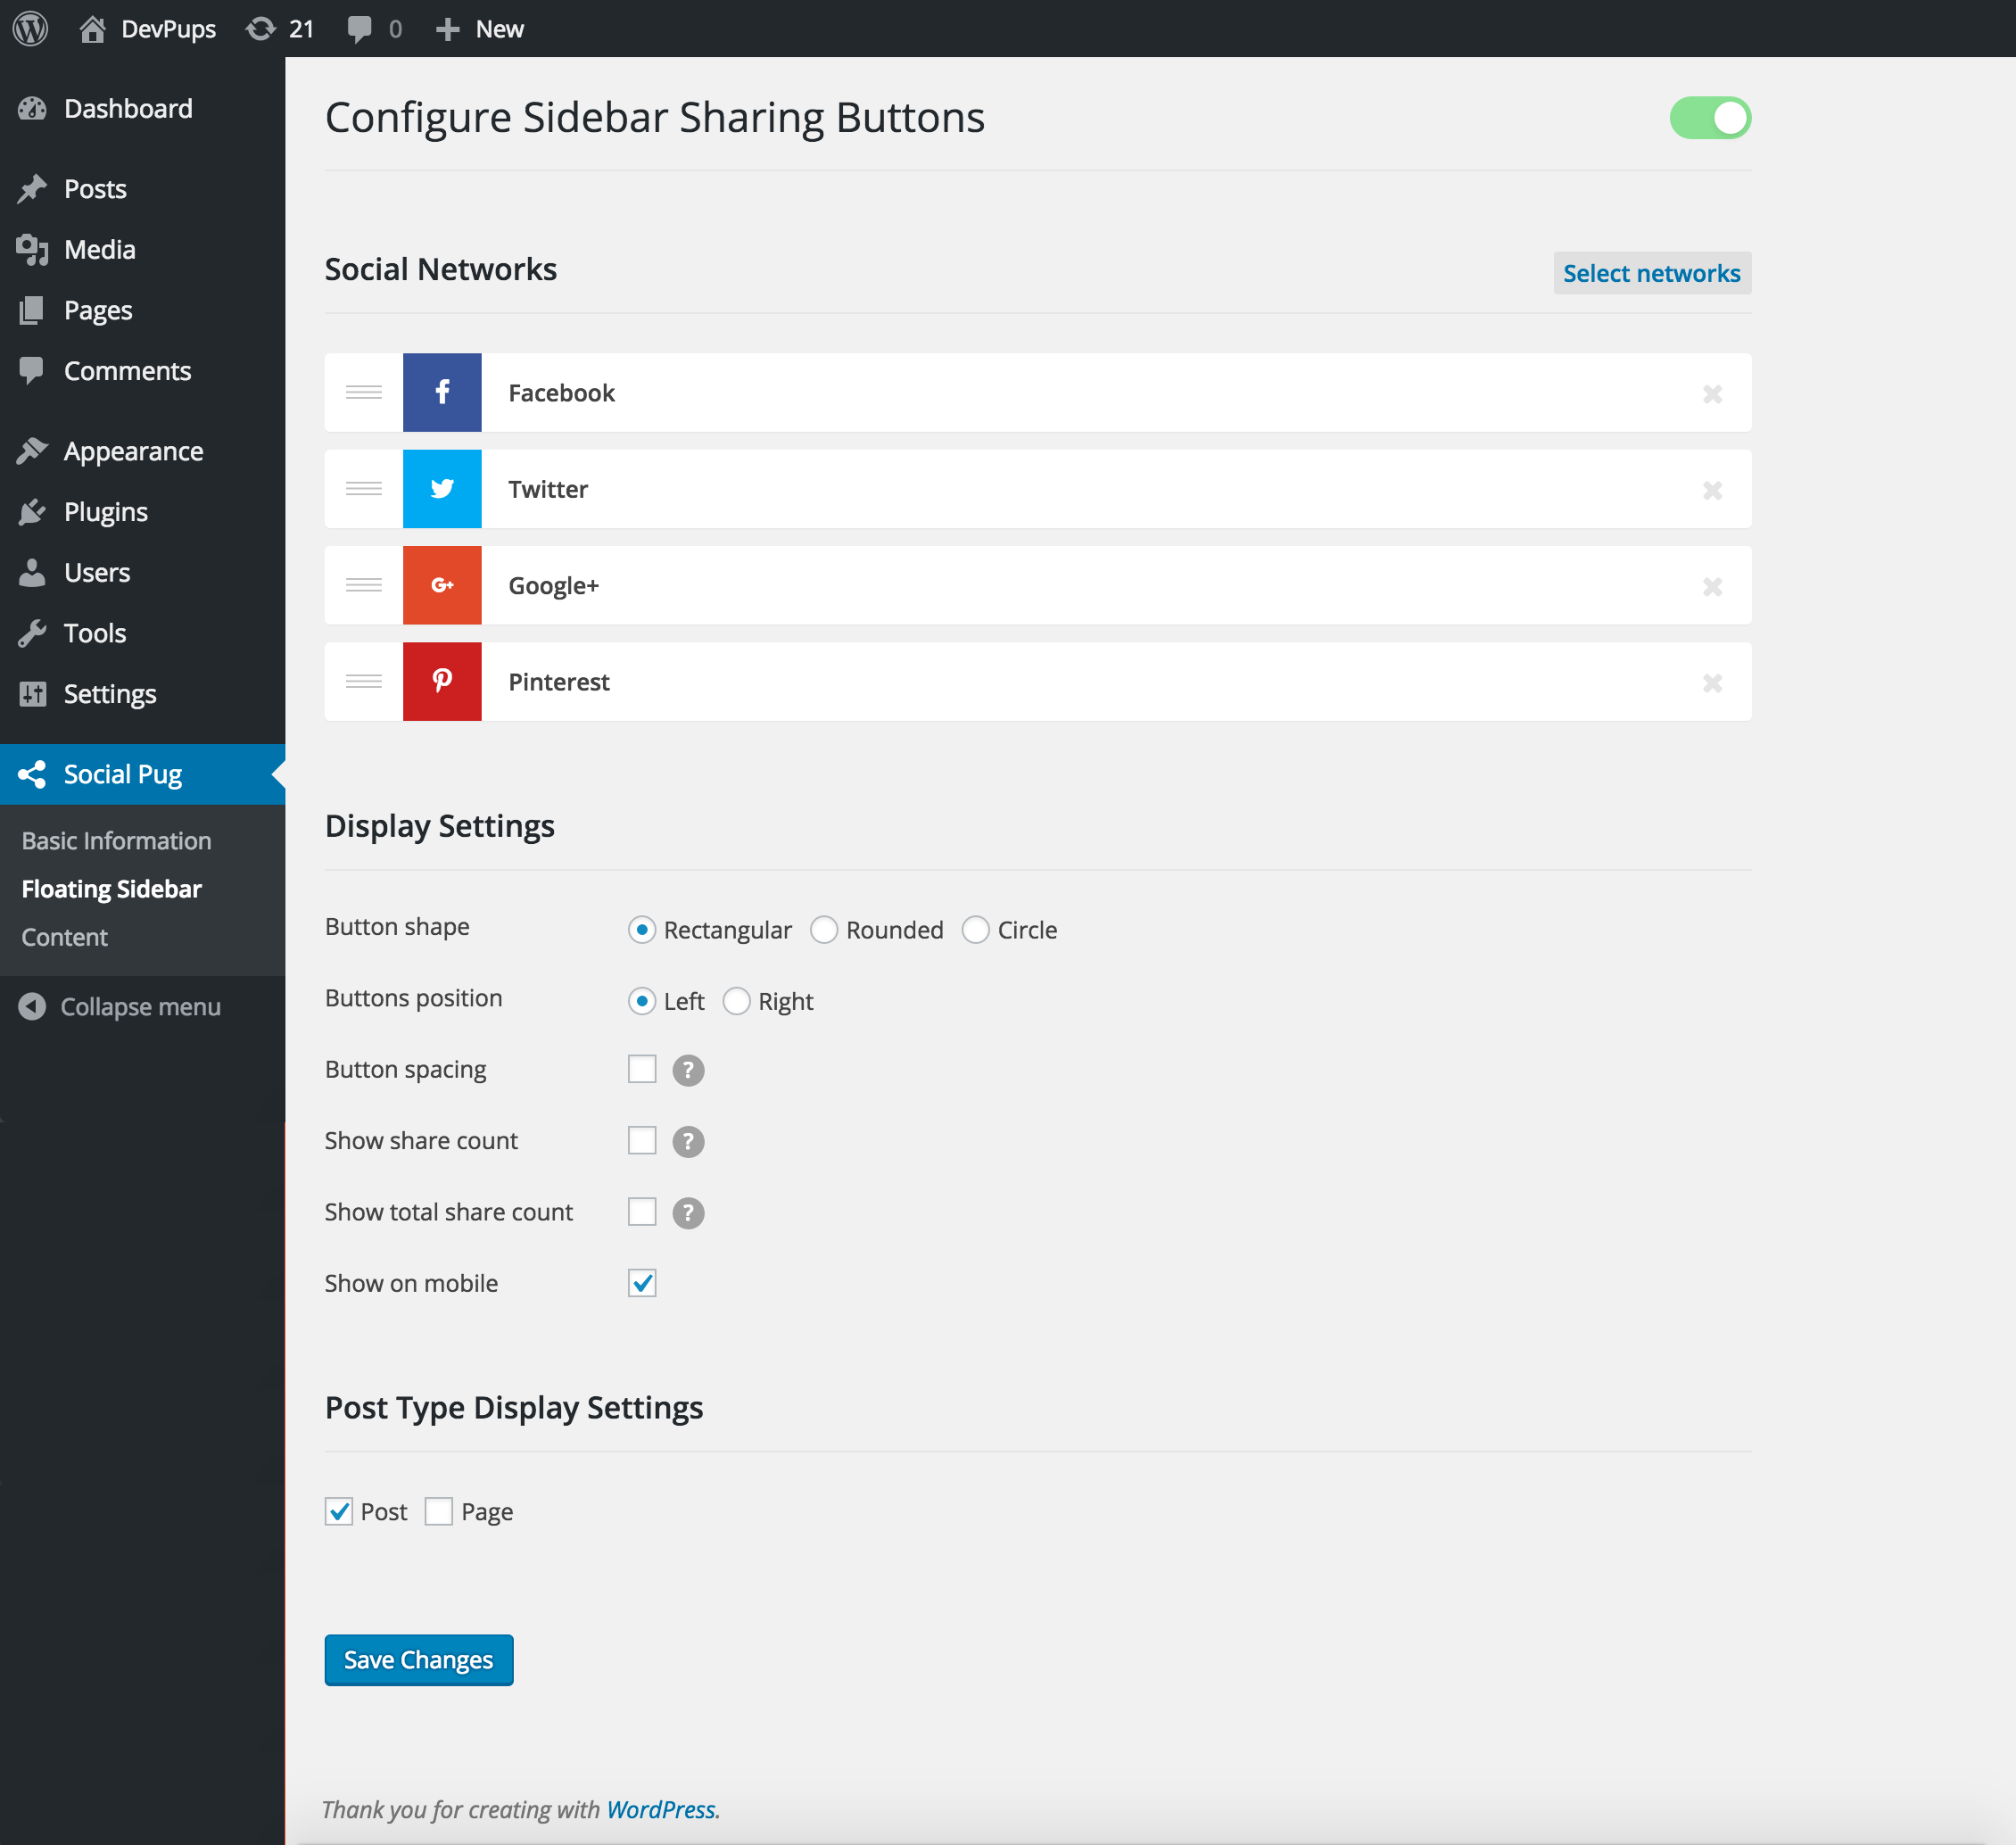 DevPups 21 0 New
Dashboard
Posts
Media
Pages
Comments
Appearance
Plugins
Users
Tools
Settings
Social Pug
Basic Information
Floating Sidebar
Content
Collapse menu
Configure Sidebar Sharing Buttons
Social Networks
Select networks
Facebook
Twitter
G+ Google+
Pinterest
Display Settings
Button shape Rectangular Rounded Circle
Buttons position Left Right
Button spacing ?
Show share count ?
Show total share count ?
Show on mobile
Post Type Display Settings
Post Page
Save Changes
Thank you for creating with WordPress.